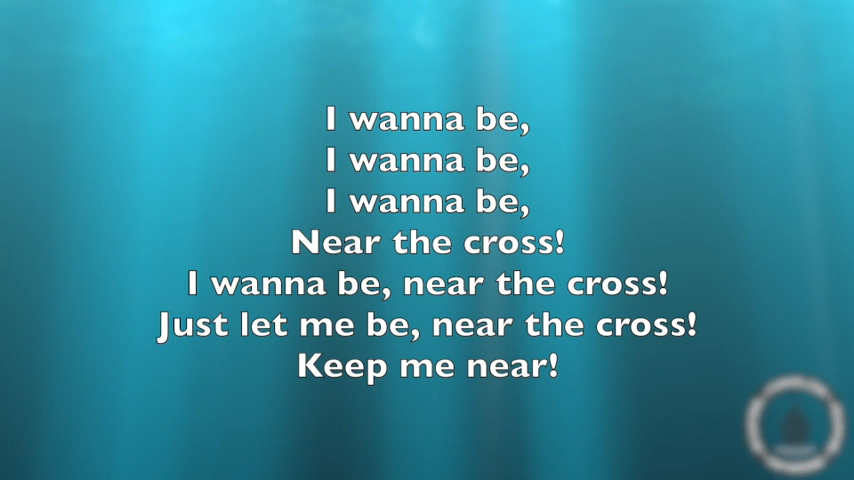 I wanna be,
I wanna be,
I wanna be,
Near the cross!
I wanna be, near the cross!
Just let me be, near the cross!
Keep me near!